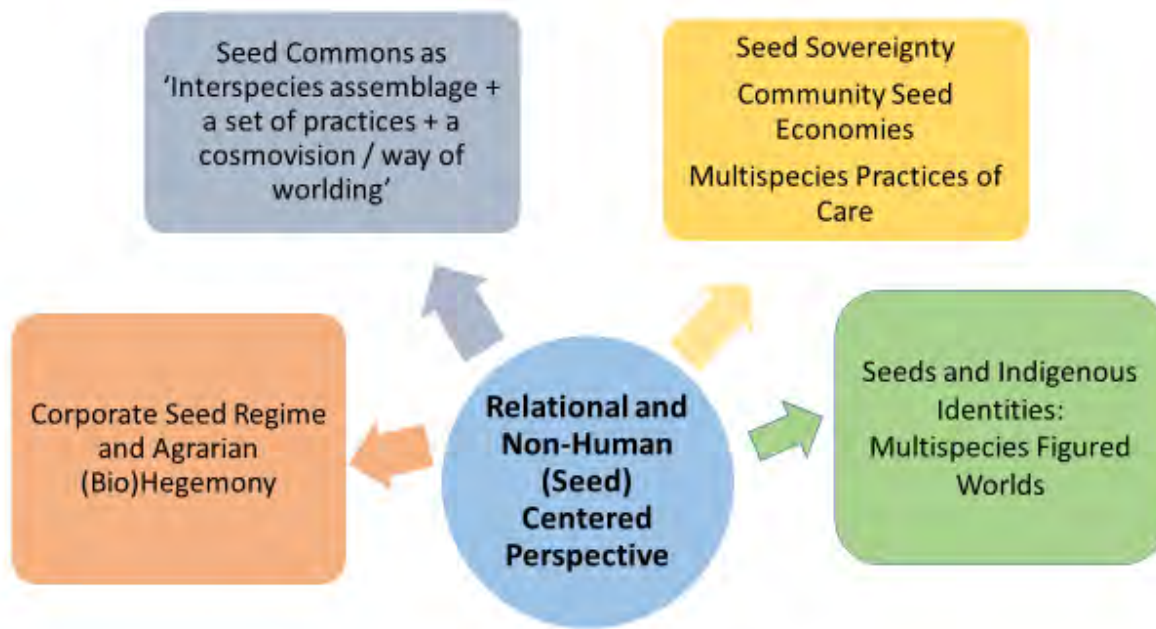 Seed Commons as
‘Interspecies assemblage +
a set of practices + a
cosmovision / way of
worlding’
Seed Sovereignty
Community Seed
Economies
Multispecies Practices of
Care
Corporate Seed Regime
and Agrarian
(Bio)Hegemony
Relational and
Non-Human
(Seed)
Centered
Perspective
Seeds and Indigenous
Identities:
Multispecies Figured
Worlds